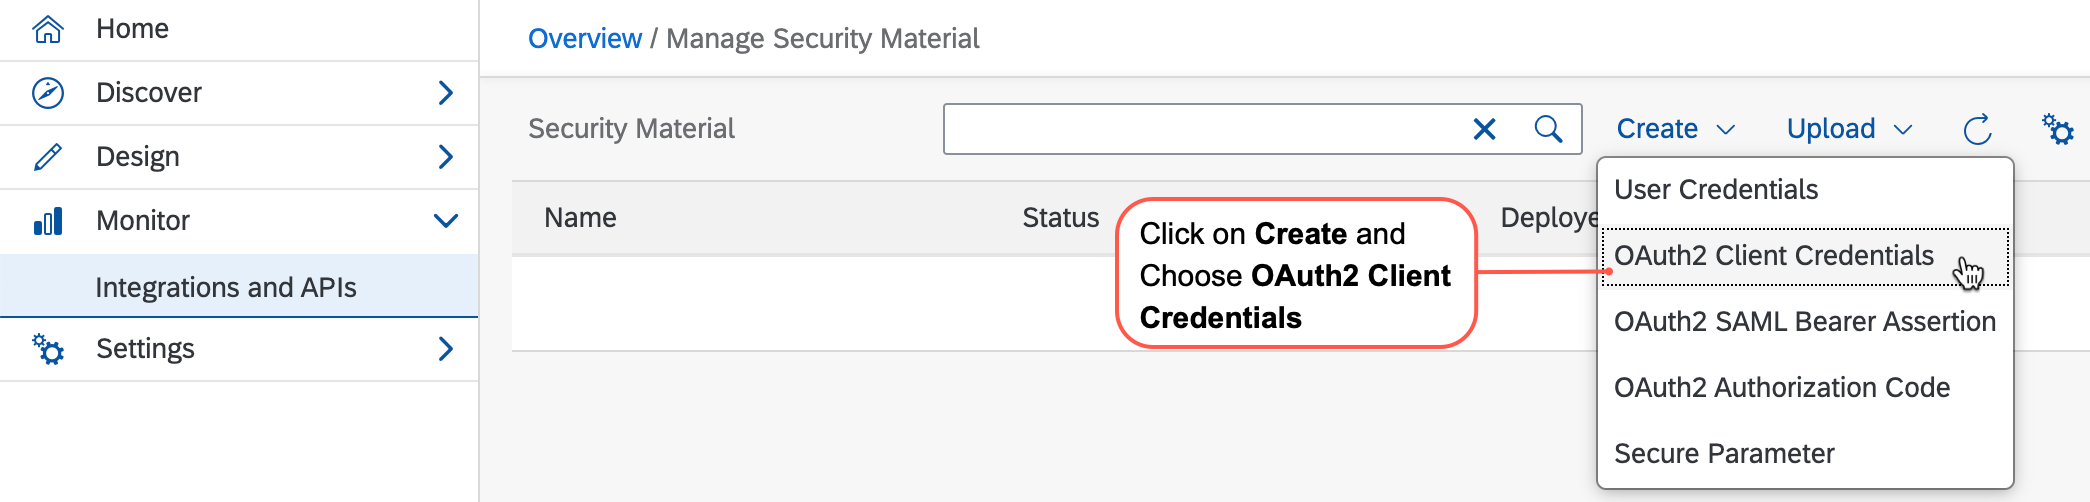 Home
Discover
Design
Monitor
Integrations and APIs
Settings
Overview / Manage Security Material
Security Material
Create
Upload
Name
Status
Deploye
Click on Create and
Choose OAuth2 Client
Credentials
User Credentials
OAuth2 Client Credentials
OAuth2 SAML Bearer Assertion
OAuth2 Authorization Code
Secure Parameter